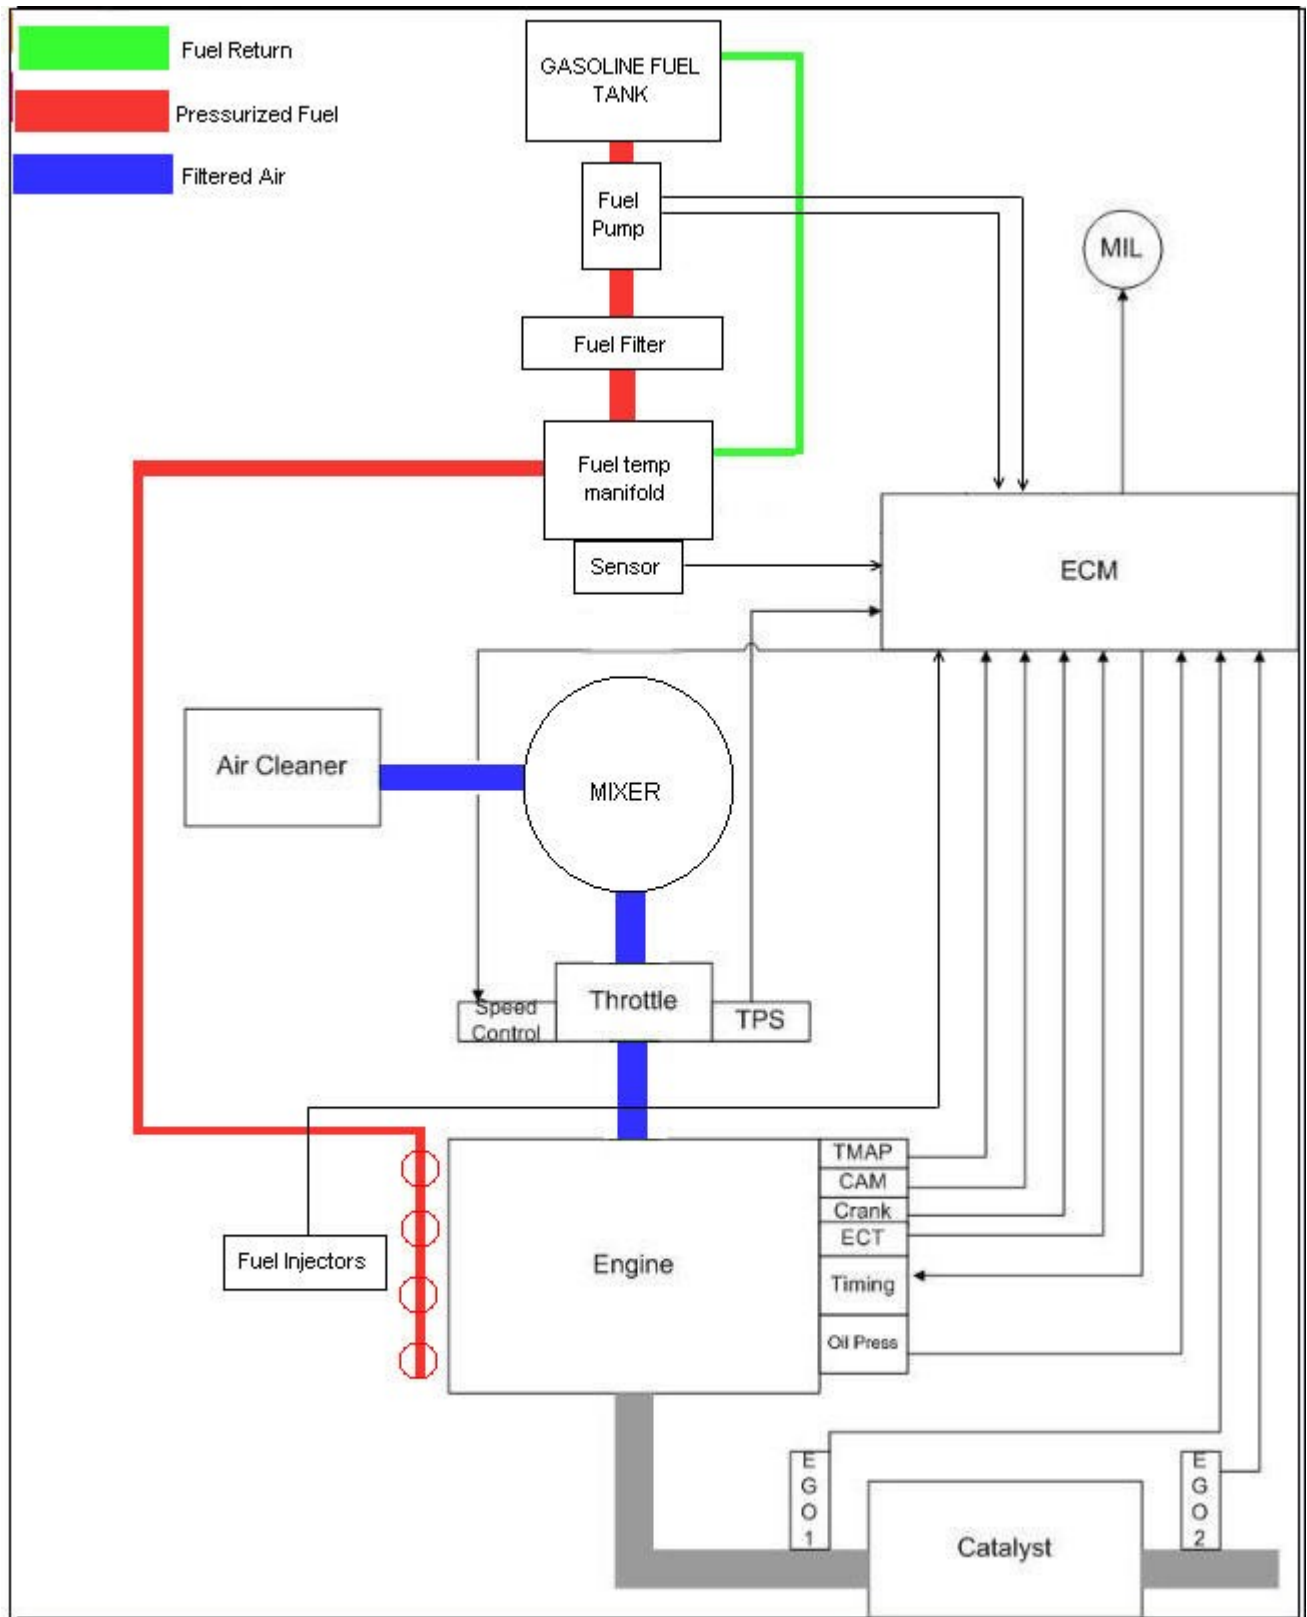 Fuel Return
Pressurized Fuel
Filtered Air
GASOLINE FUEL
TANK
Fuel
Pump
MIL
Fuel Filter
Fuel temp
manifold
Sensor
ECM
Air Cleaner
MIXER
Throttle
Speed
Control
TPS
TMAP
CAM
Crank
ECT
Timing
Oil Press
Engine
Fuel Injectors
E
G
O
1
E
G
O
2
Catalyst